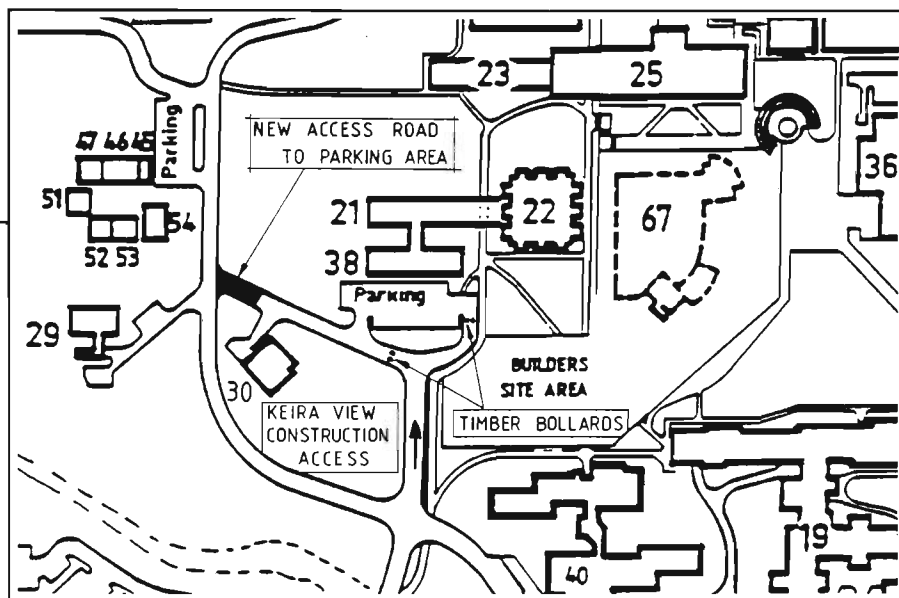 23
25
Parking
NEW ACCESS ROAD
TO PARKING AREA
47 46 45
36
51
54
21
22
67
52 53
38
Parking
29
30
BUILDERS
SITE AREA
KEIRA VIEW
CONSTRUCTION
ACCESS
TIMBER BOLLARDS
19
40